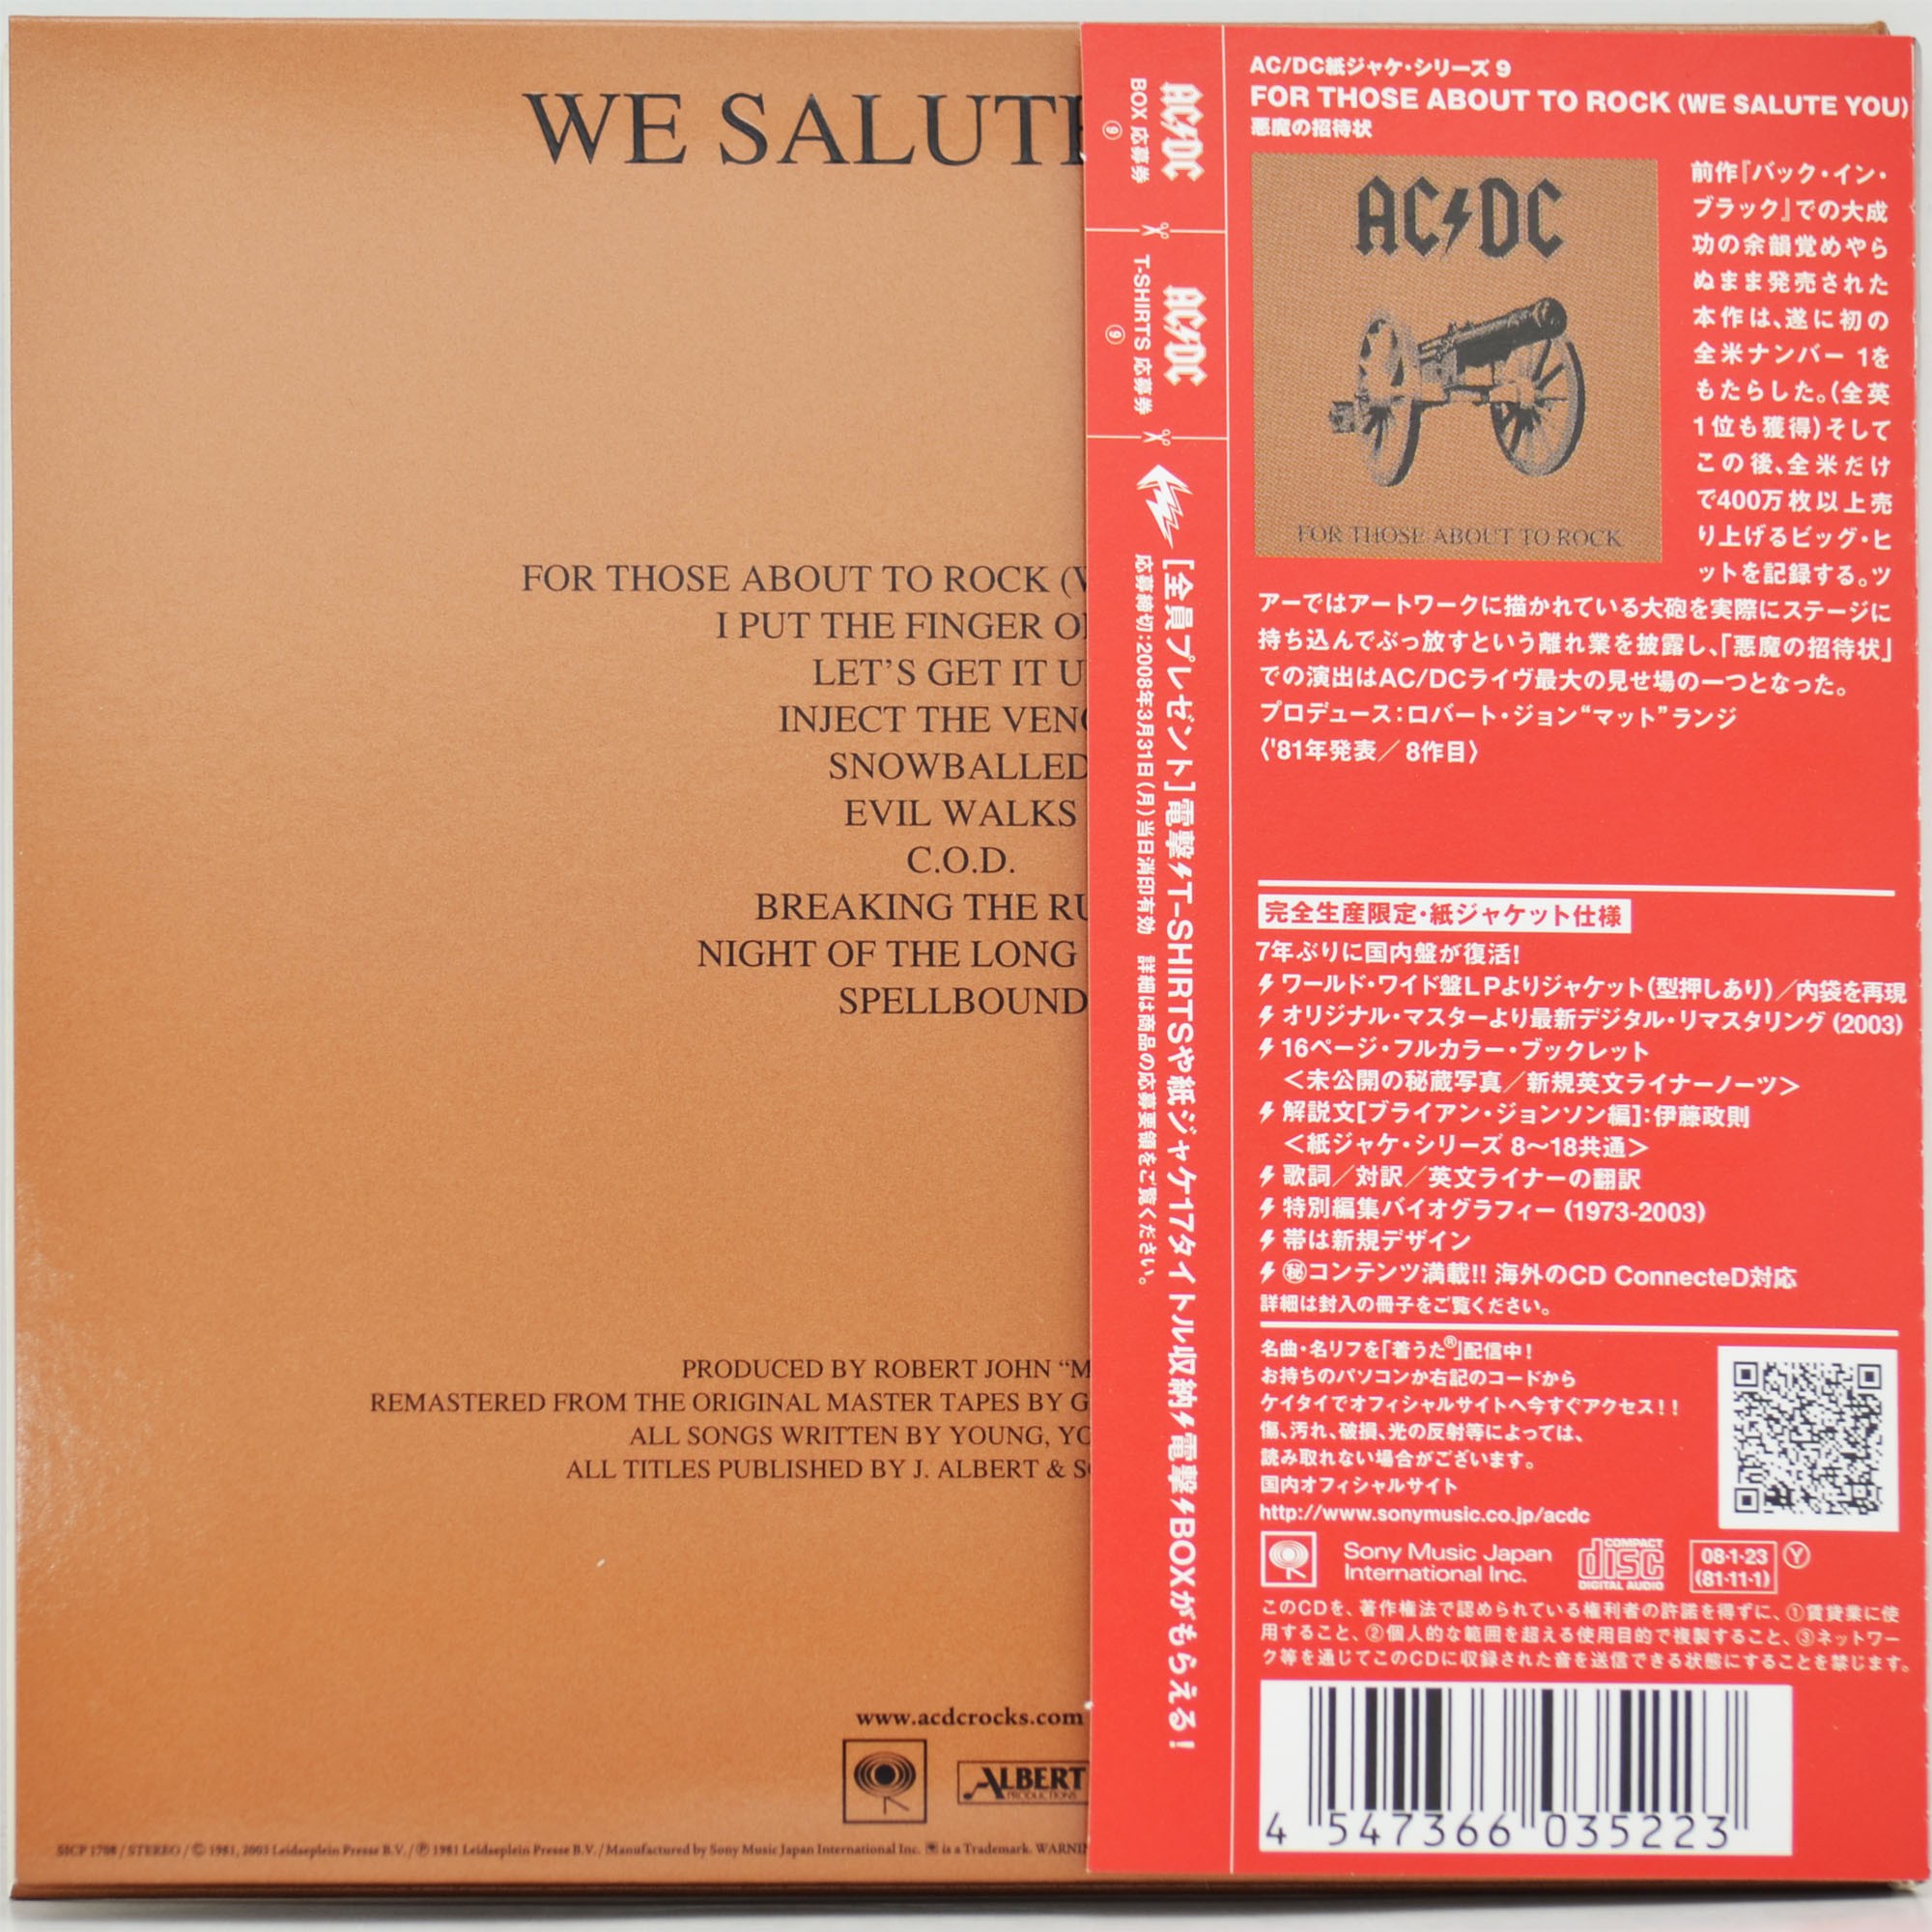 WE SALUTE
FOR THOSE ABOUT TO ROCK
I PUT THE FINGER
LET'S GET IT
INJECT THE
SNOWBALLED
EVIL WALKS
C.O.D.
BREAKING THE
NIGHT OF THE LONG
SPELLBOUND
PRODUCED BY ROBERT JOHN
REMASTERED FROM THE ORIGINAL MASTER TAPES BY
ALL SONGS WRITTEN BY YOUNG,
ALL TITLES PUBLISHED BY J. ALBERT &
www.acdcrocks.com
ALBERT
PRODUCTIONS
SICP 1708 / STEREO / © 1981, 2003 Leidseplein Presse B.V. / ℗ 1981 Leidseplein Presse B.V. / Manufactured by Sony Music Japan International Inc. is a Trademark.
AC/DC
BOX 応募券
⑨
AC/DC
T-SHIRTS 応募券
⑨
[全員プレゼント]電撃T-SHIRTSや紙ジャケ17タイトル収納電撃BOXがもらえる!
応募締切:2008年3月31日(月)当日消印有効 詳細は商品の応募要領をご覧ください。
AC/DC紙ジャケ・シリーズ 9
FOR THOSE ABOUT TO ROCK (WE SALUTE YOU)
悪魔の招待状
AC/DC
FOR THOSE ABOUT TO ROCK
前作『バック・イン・
ブラック』での大成
功の余韻覚めやら
ぬまま発売された
本作は、遂に初の
全米ナンバー 1を
もたらした。(全英
1位も獲得)そして
この後、全米だけ
で400万枚以上売
り上げるビッグ・ヒ
ットを記録する。ツ
アーではアートワークに描かれている大砲を実際にステージに
持ち込んでぶっ放すという離れ業を披露し、「悪魔の招待状」
での演出はAC/DCライヴ最大の見せ場の一つとなった。
プロデュース:ロバート・ジョン“マット”ランジ
〈'81年発表／8作目〉
完全生産限定・紙ジャケット仕様
7年ぶりに国内盤が復活!
ワールド・ワイド盤LPよりジャケット(型押しあり)／内袋を再現
オリジナル・マスターより最新デジタル・リマスタリング (2003)
16ページ・フルカラー・ブックレット
＜未公開の秘蔵写真／新規英文ライナーノーツ＞
解説文[ブライアン・ジョンソン編]:伊藤政則
＜紙ジャケ・シリーズ 8～18共通＞
歌詞／対訳／英文ライナーの翻訳
特別編集バイオグラフィー (1973-2003)
帯は新規デザイン
㊙コンテンツ満載!! 海外のCD ConnecteD対応
詳細は封入の冊子をご覧ください。
名曲・名リフを「着うた®」配信中!
お持ちのパソコンか右記のコードから
ケイタイでオフィシャルサイトへ今すぐアクセス!!
傷、汚れ、破損、光の反射等によっては、
読み取れない場合がございます。
国内オフィシャルサイト
http://www.sonymusic.co.jp/acdc
Sony Music Japan
International Inc.
COMPACT
disc
DIGITAL AUDIO
08・1・23
(81・11・1)
Ⓨ
このCDを、著作権法で認められている権利者の許諾を得ずに、①賃貸業に使
用すること、②個人的な範囲を超える使用目的で複製すること、③ネットワー
ク等を通じてこのCDに収録された音を送信できる状態にすることを禁じます。
4 547366 035223